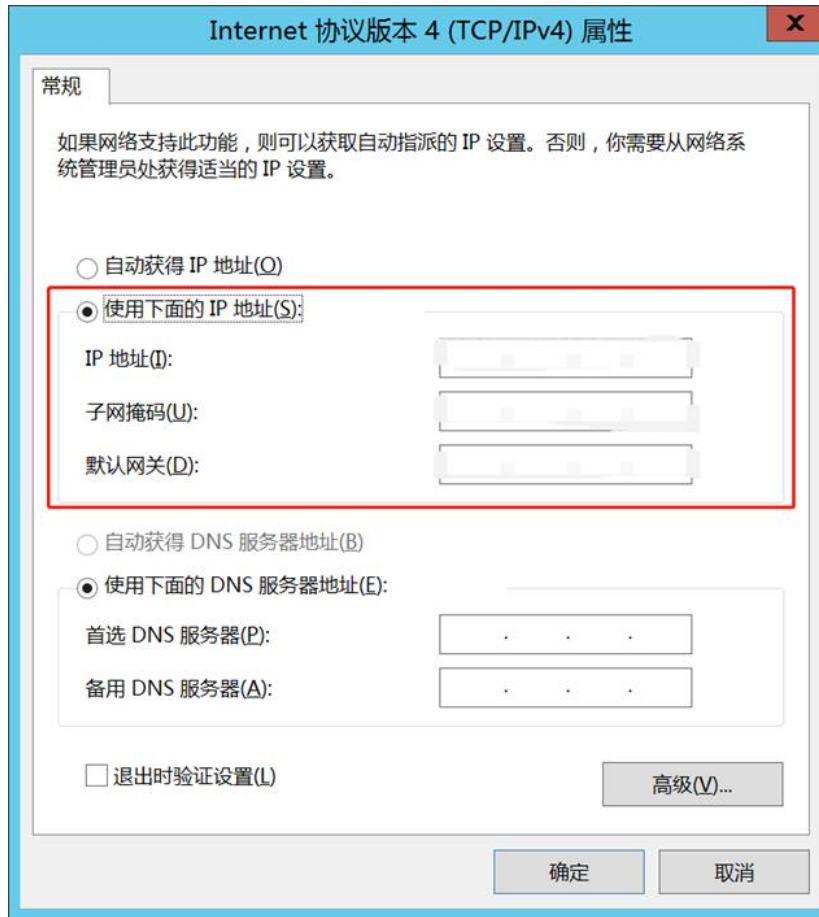 Internet 协议版本 4 (TCP/IPv4) 属性
X
常规
如果网络支持此功能，则可以获取自动指派的 IP 设置。否则，你需要从网络系
统管理员处获得适当的 IP 设置。
自动获得 IP 地址(O)
使用下面的 IP 地址(S):
IP 地址(I):
子网掩码(U):
默认网关(D):
自动获得 DNS 服务器地址(B)
使用下面的 DNS 服务器地址(E):
首选 DNS 服务器(P): . . .
备用 DNS 服务器(A): . . .
退出时验证设置(L)
高级(V)...
确定 取消